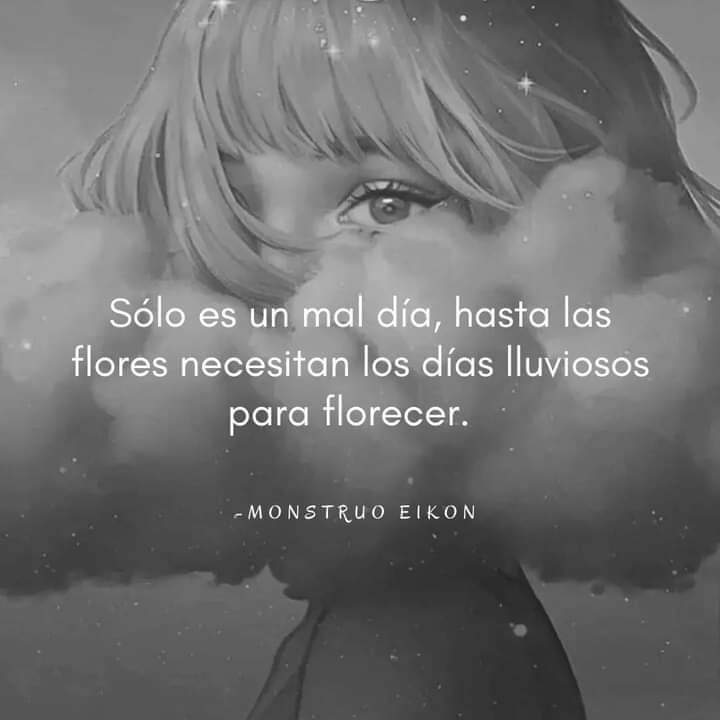 Sólo es un mal día, hasta las
flores necesitan los días lluviosos
para florecer.
-MONSTRUO EIKON